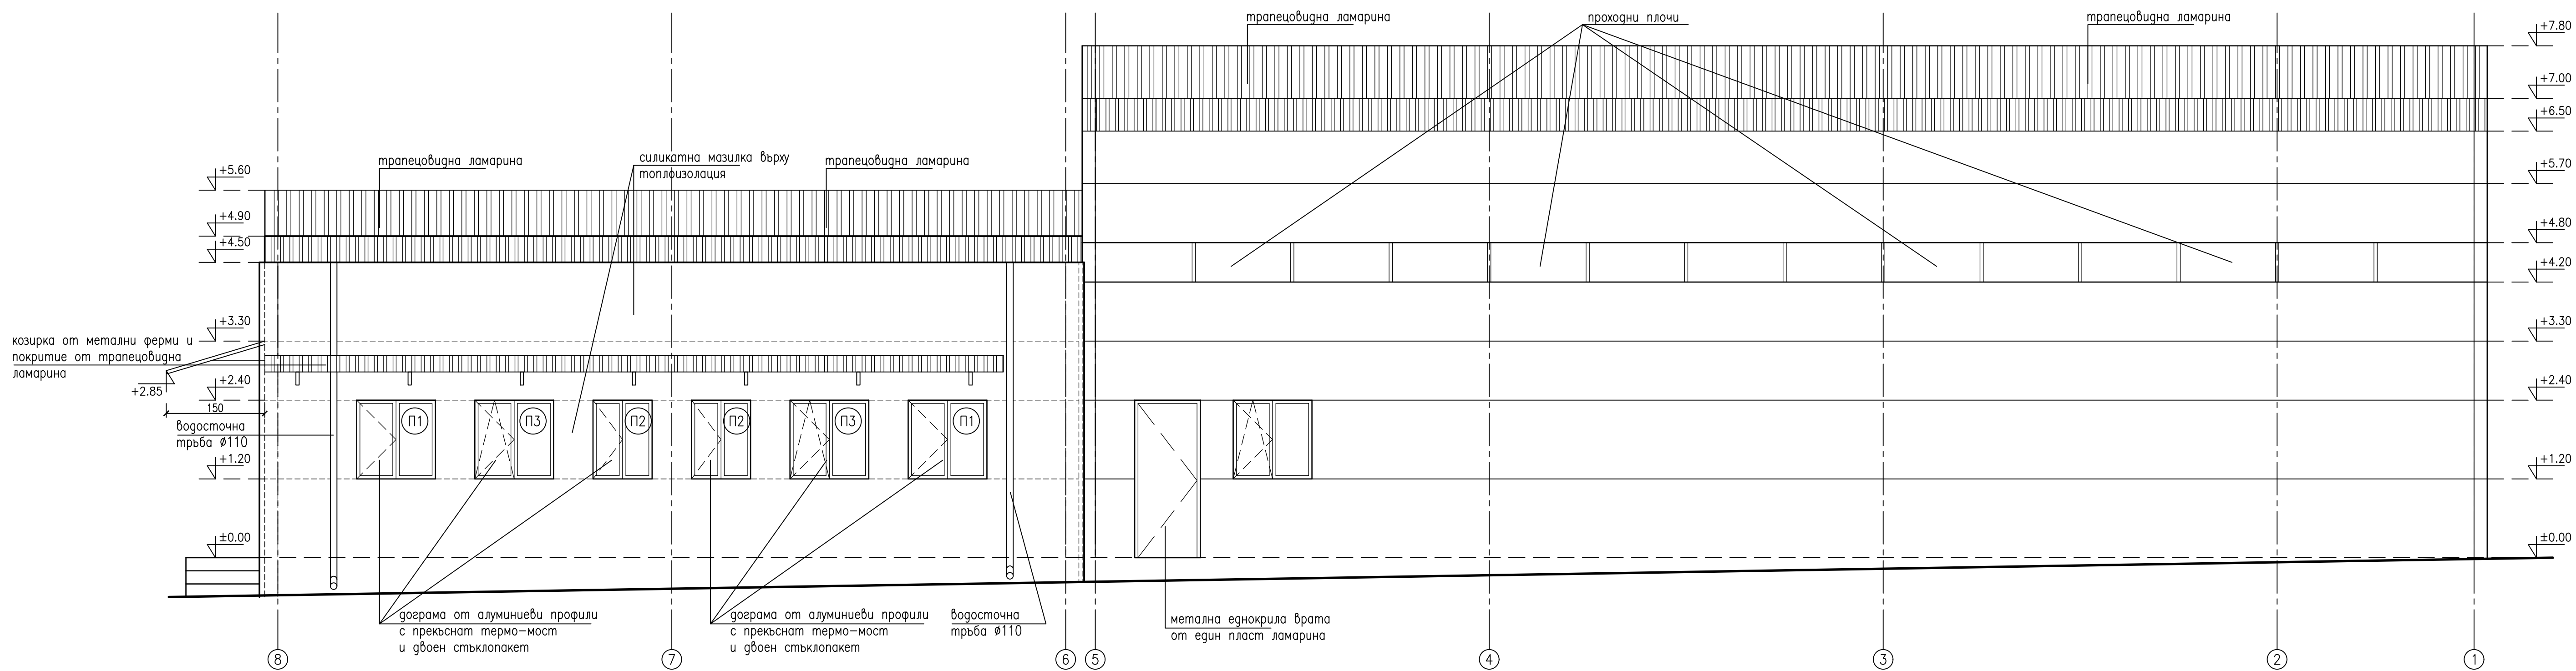 трапецовидна ламарина
проходни плочи
трапецовидна ламарина
+7.80
+7.00
+6.50
+5.70
+4.80
+4.20
+3.30
+2.40
+1.20
±0.00
трапецовидна ламарина
силикатна мазилка върху
топлоизолация
трапецовидна ламарина
+5.60
+4.90
+4.50
+3.30
козирка от метални ферми и
покритие от трапецовидна
ламарина
+2.85
+2.40
150
водосточна
тръба ø110
+1.20
±0.00
П1
П3
П2
П2
П3
П1
дограма от алуминиеви профили
с прекъснат термо-мост
и двоен стъклопакет
дограма от алуминиеви профили
с прекъснат термо-мост
и двоен стъклопакет
водосточна
тръба ø110
метална еднокрила врата
от един пласт ламарина
8
7
6
5
4
3
2
1